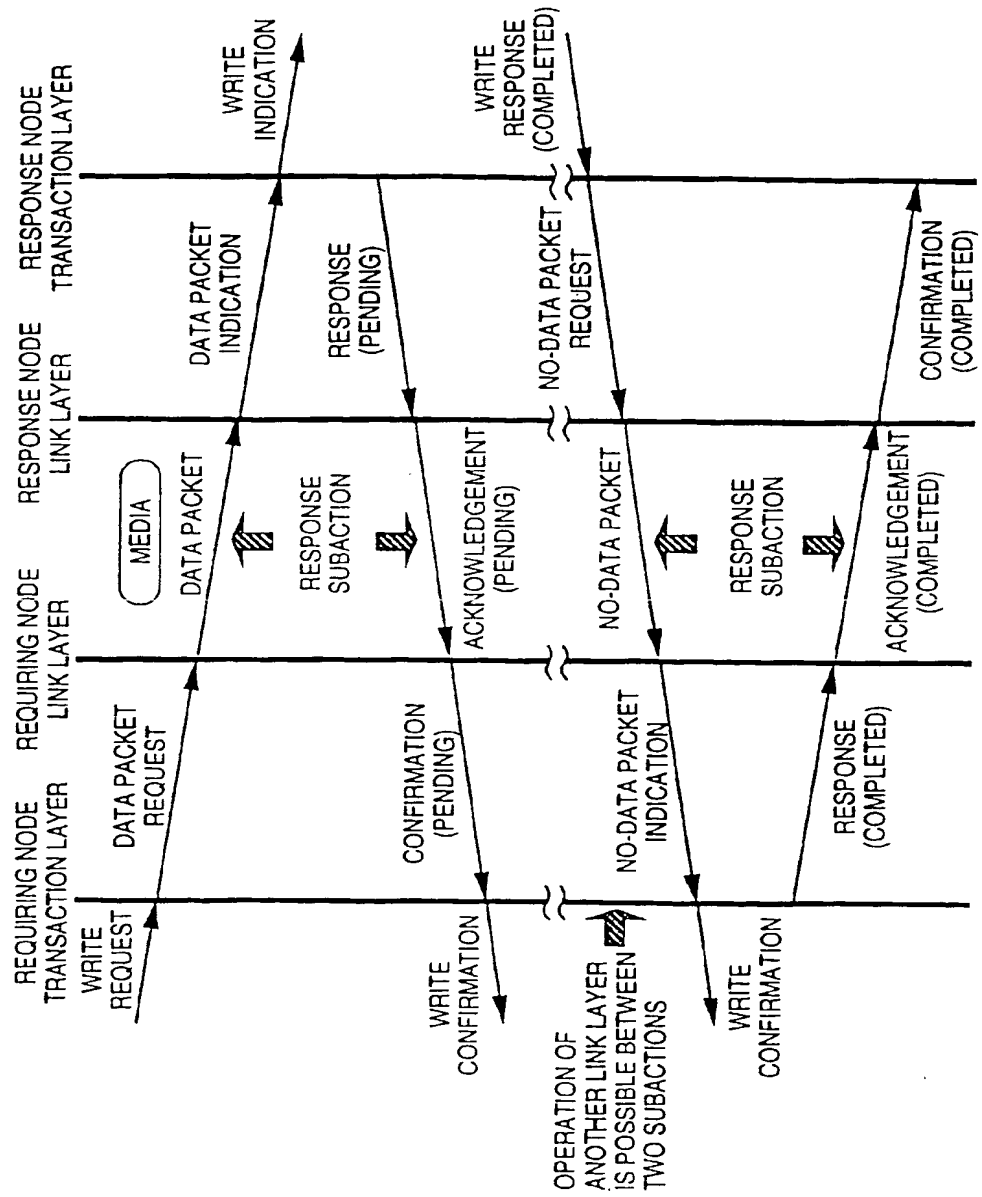 REQUIRING NODE
TRANSACTION LAYER
REQUIRING NODE
LINK LAYER
RESPONSE NODE
LINK LAYER
RESPONSE NODE
TRANSACTION LAYER
WRITE
REQUEST
DATA PACKET
REQUEST
MEDIA
DATA PACKET
DATA PACKET
INDICATION
WRITE
INDICATION
RESPONSE
SUBACTION
WRITE
CONFIRMATION
CONFIRMATION
(PENDING)
ACKNOWLEDGEMENT
(PENDING)
RESPONSE
(PENDING)
OPERATION OF
ANOTHER LINK LAYER
IS POSSIBLE BETWEEN
TWO SUBACTIONS
NO-DATA PACKET
INDICATION
NO-DATA PACKET
NO-DATA PACKET
REQUEST
WRITE
RESPONSE
(COMPLETED)
WRITE
CONFIRMATION
RESPONSE
SUBACTION
RESPONSE
(COMPLETED)
ACKNOWLEDGEMENT
(COMPLETED)
CONFIRMATION
(COMPLETED)